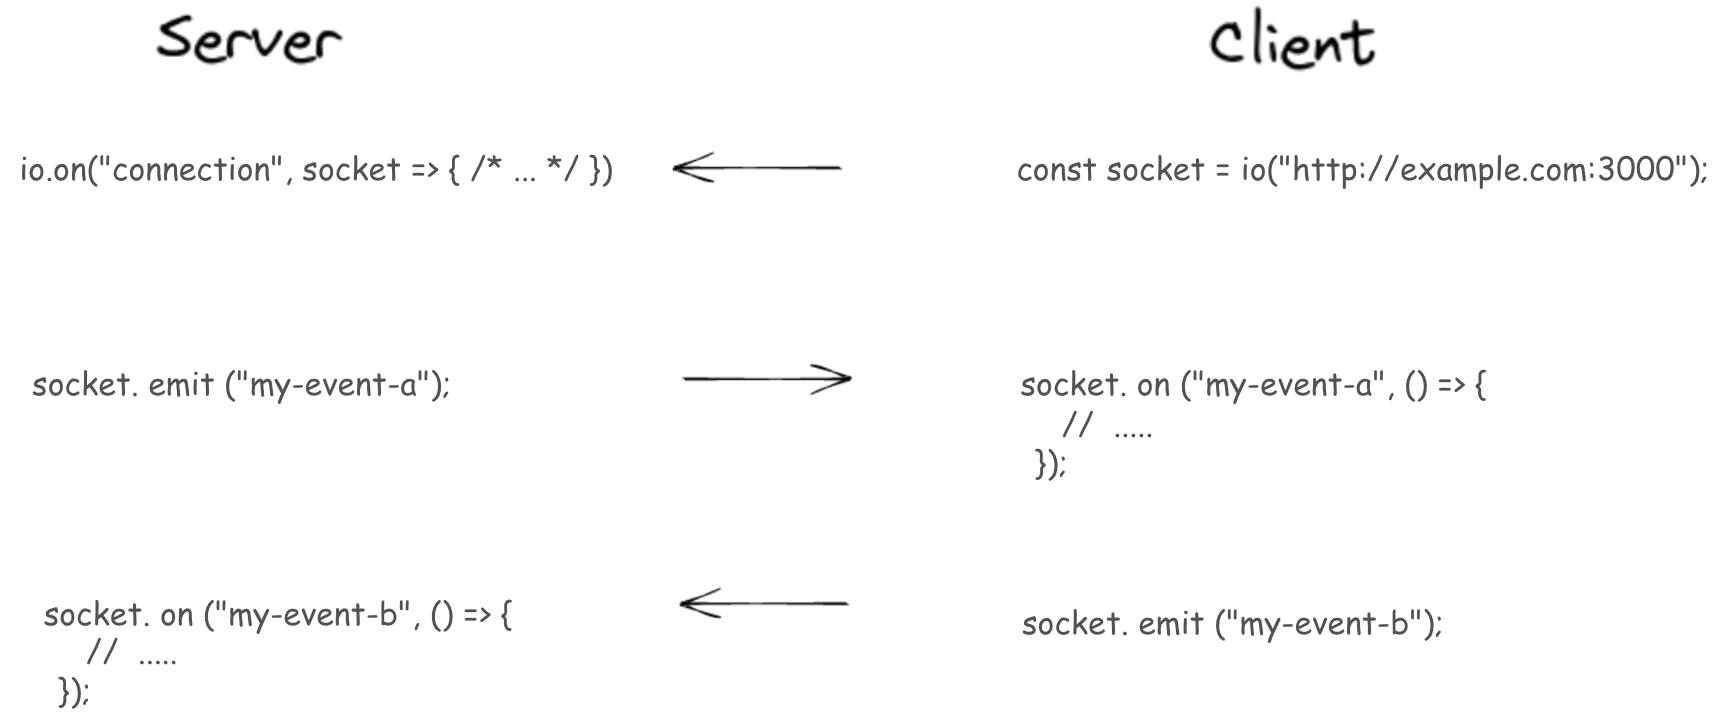 Server
Client
io.on("connection", socket => { /* ... */ })
const socket = io("http://example.com:3000");
socket. emit ("my-event-a");
socket. on ("my-event-a", () => {
// .....
});
socket. on ("my-event-b", () => {
// .....
});
socket. emit ("my-event-b");